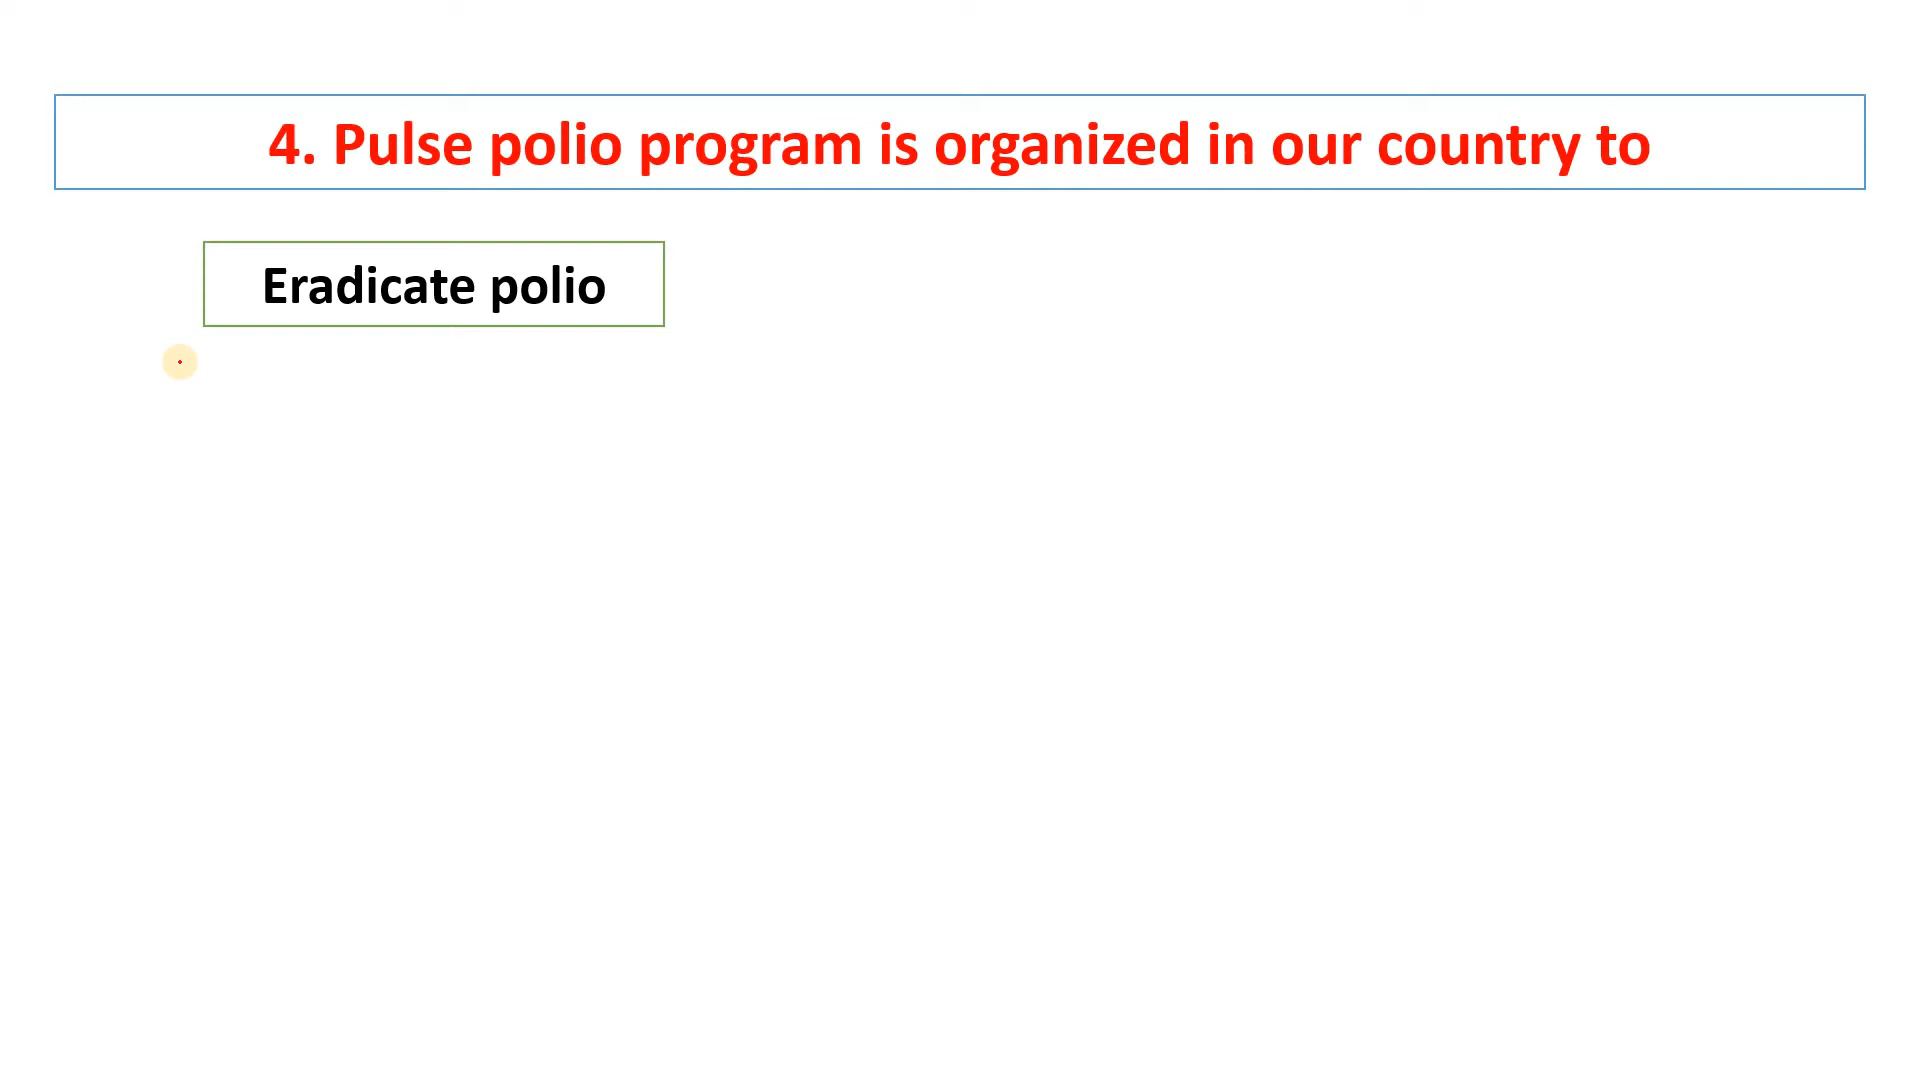 4. Pulse polio program is organized in our country to
Eradicate polio